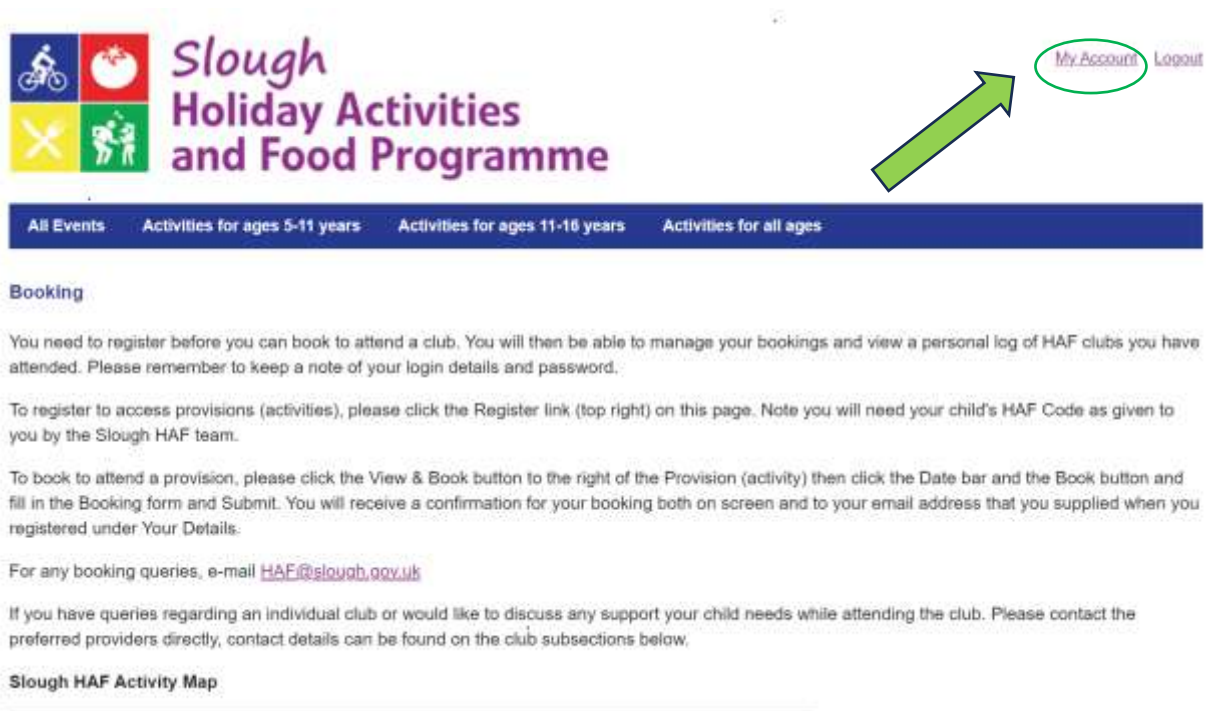 Slough
Holiday Activities
and Food Programme
My Account Logout
All Events Activities for ages 5-11 years Activities for ages 11-16 years Activities for all ages
Booking
You need to register before you can book to attend a club. You will then be able to manage your bookings and view a personal log of HAF clubs you have
attended. Please remember to keep a note of your login details and password.
To register to access provisions (activities), please click the Register link (top right) on this page. Note you will need your child's HAF Code as given to
you by the Slough HAF team.
To book to attend a provision, please click the View & Book button to the right of the Provision (activity) then click the Date bar and the Book button and
fill in the Booking form and Submit. You will receive a confirmation for your booking both on screen and to your email address that you supplied when you
registered under Your Details.
For any booking queries, e-mail HAF@slough.gov.uk
If you have queries regarding an individual club or would like to discuss any support your child needs while attending the club. Please contact the
preferred providers directly, contact details can be found on the club subsections below.
Slough HAF Activity Map